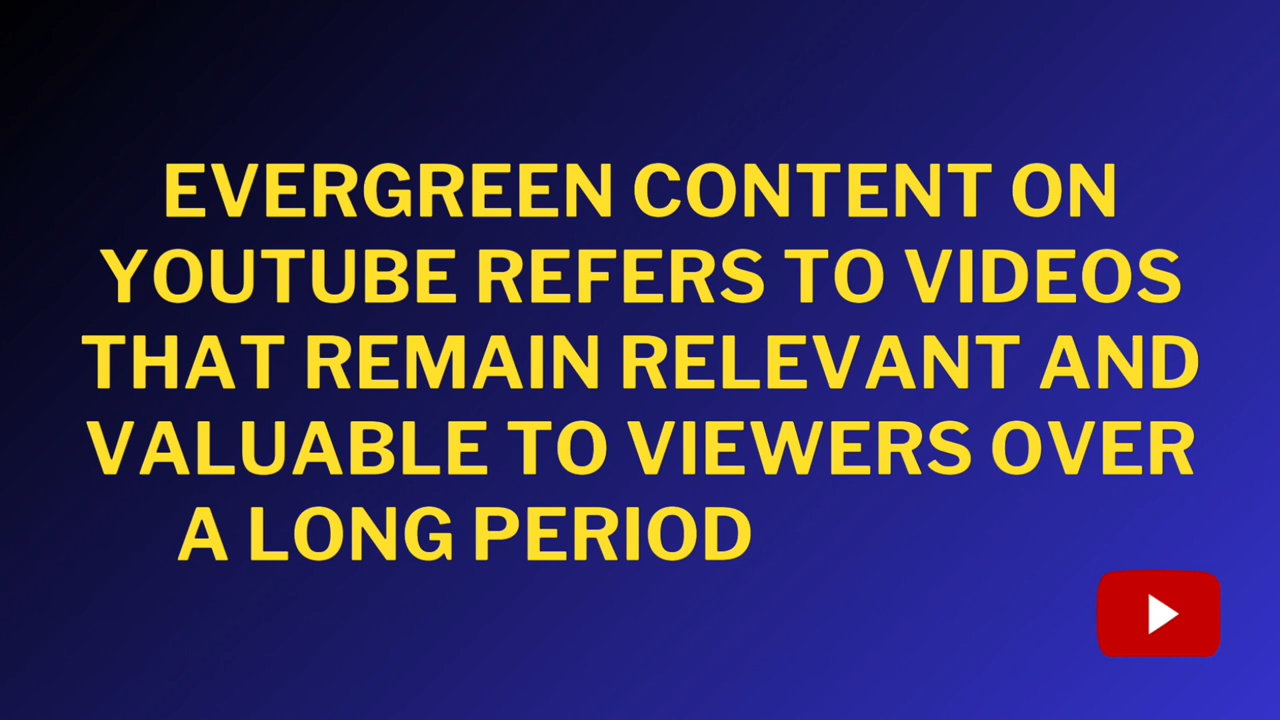 EVERGREEN CONTENT ON
YOUTUBE REFERS TO VIDEOS
THAT REMAIN RELEVANT AND
VALUABLE TO VIEWERS OVER
A LONG PERIOD